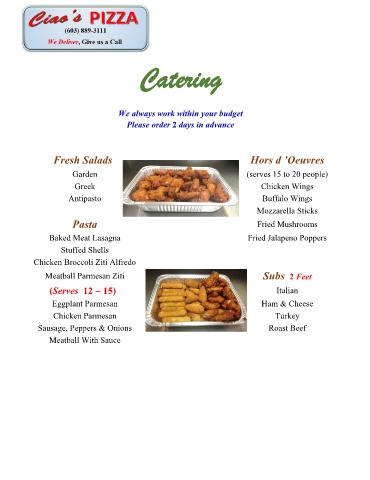 Ciao's PIZZA
(603) 889-3111
We Deliver, Give us a Call
Catering
We always work within your budget
Please order 2 days in advance
Fresh Salads
Garden
Greek
Antipasto
Pasta
Baked Meat Lasagna
Stuffed Shells
Chicken Broccoli Ziti Alfredo
Meatball Parmesan Ziti
(Serves 12 – 15)
Eggplant Parmesan
Chicken Parmesan
Sausage, Peppers & Onions
Meatball With Sauce
Hors d 'Oeuvres
(serves 15 to 20 people)
Chicken Wings
Buffalo Wings
Mozzarella Sticks
Fried Mushrooms
Fried Jalapeno Poppers
Subs 2 Feet
Italian
Ham & Cheese
Turkey
Roast Beef